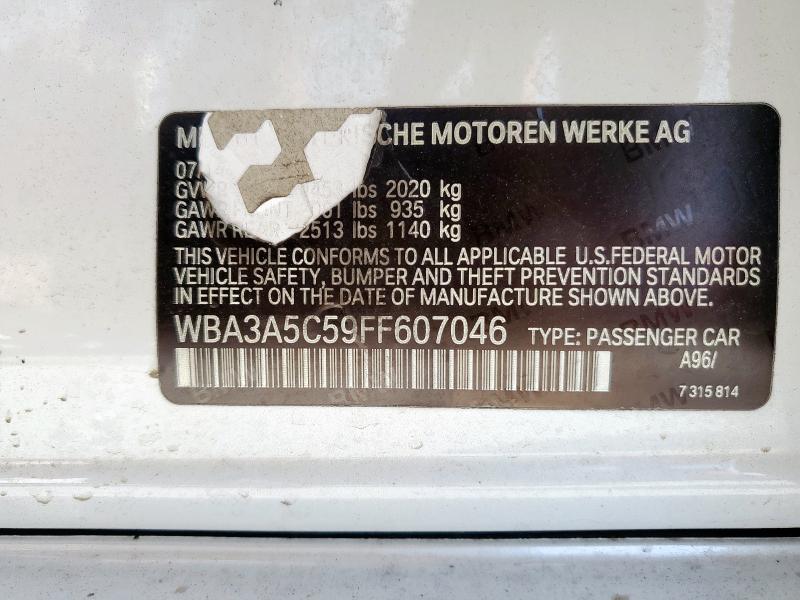 RISCHE MOTOREN WERKE AG
07/
lbs 2020 kg
lbs 935 kg
2513 lbs 1140 kg
THIS VEHICLE CONFORMS TO ALL APPLICABLE U.S.FEDERAL MOTOR
VEHICLE SAFETY, BUMPER AND THEFT PREVENTION STANDARDS
IN EFFECT ON THE DATE OF MANUFACTURE SHOWN ABOVE.
WBA3A5C59FF607046 TYPE: PASSENGER CAR
A96/
7 315 814